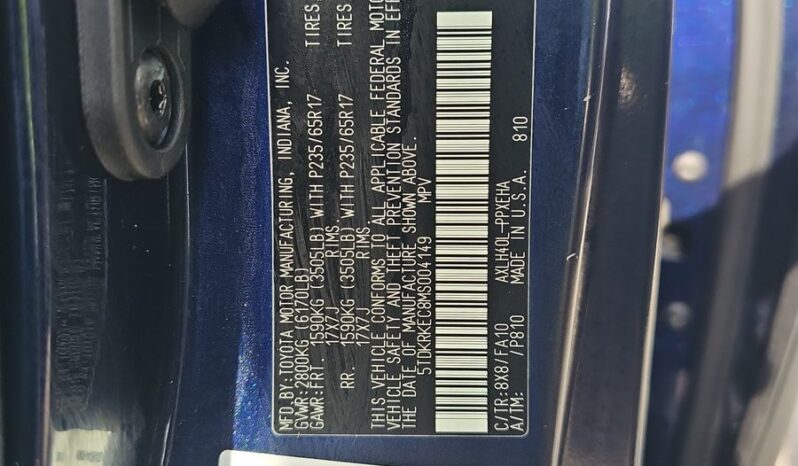 MFD.BY:TOYOTA MOTOR MANUFACTURING, INDIANA, INC.
GVWR:2800KG (6170LB)
GAWR:FRT. 1590KG (3505LB) WITH P235/65R17 TIRES
17X7J RIMS
RR. 1590KG (3505LB) WITH P235/65R17 TIRES
17X7J RIMS
THIS VEHICLE CONFORMS TO ALL APPLICABLE FEDERAL MOTOR
VEHICLE SAFETY AND THEFT PREVENTION STANDARDS IN EFF
THE DATE OF MANUFACTURE SHOWN ABOVE.
5TDKRKEC8MS004149 MPV
C/TR:8X8/FA10 AXLH40L-PPXEHA
A/TM: /P810 MADE IN U.S.A. 810